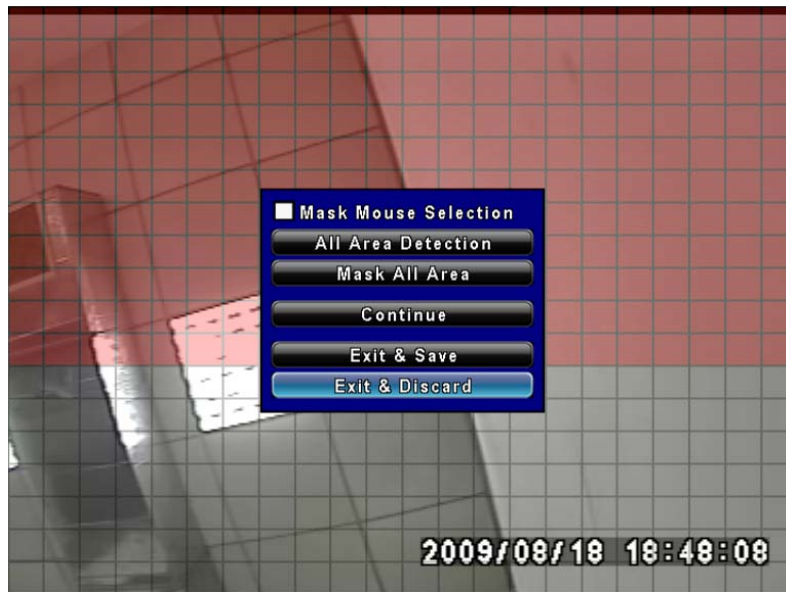 Mask Mouse Selection
All Area Detection
Mask All Area
Continue
Exit & Save
Exit & Discard
2009/08/18 18:48:08